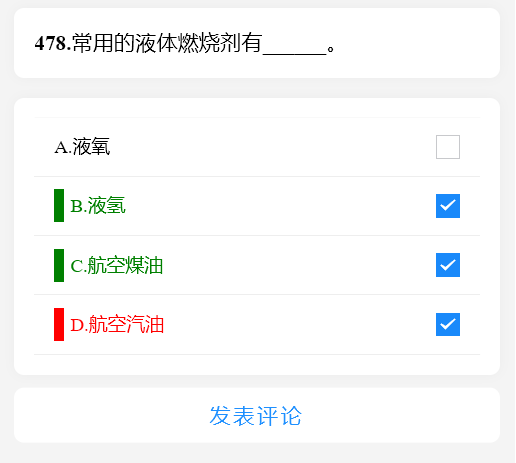 478.常用的液体燃烧剂有______。
A.液氧
B.液氢
C.航空煤油
D.航空汽油
发表评论